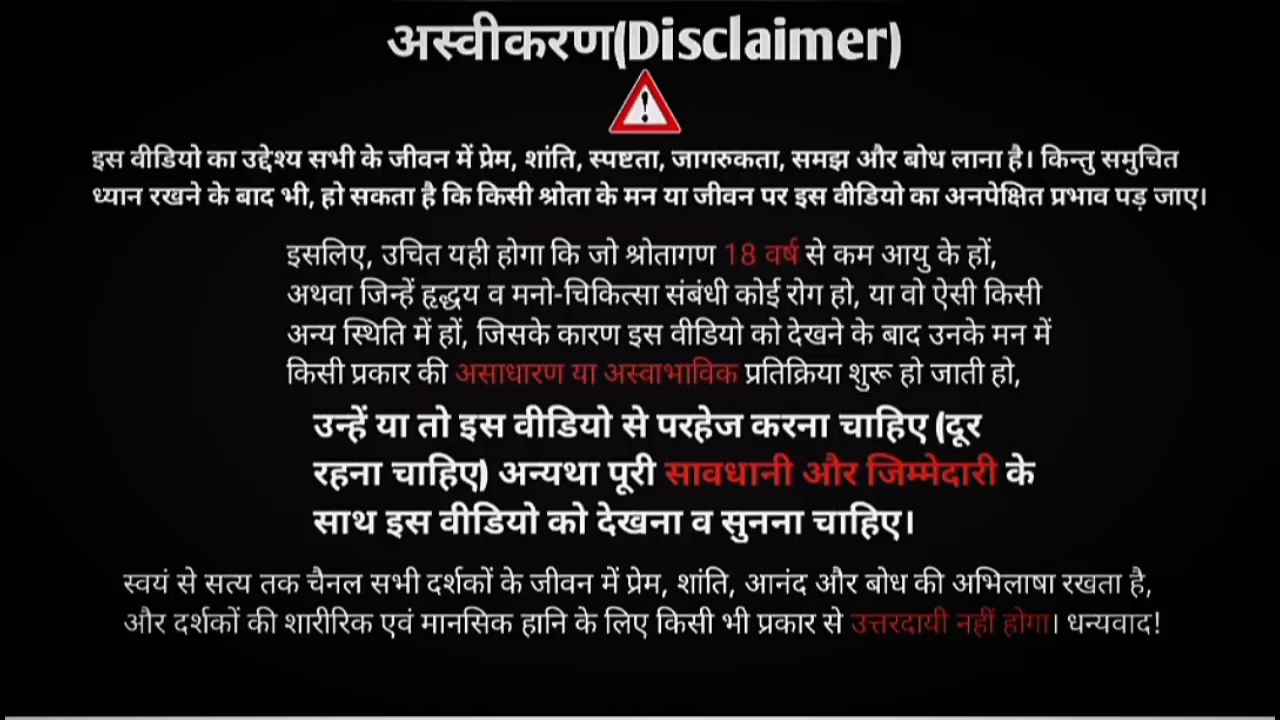 अस्वीकरण(Disclaimer)
इस वीडियो का उद्देश्य सभी के जीवन में प्रेम, शांति, स्पष्टता, जागरुकता, समझ और बोध लाना है। किन्तु समुचित
ध्यान रखने के बाद भी, हो सकता है कि किसी श्रोता के मन या जीवन पर इस वीडियो का अनपेक्षित प्रभाव पड़ जाए।
इसलिए, उचित यही होगा कि जो श्रोतागण 18 वर्ष से कम आयु के हों,
अथवा जिन्हें हृद्धय व मनो-चिकित्सा संबंधी कोई रोग हो, या वो ऐसी किसी
अन्य स्थिति में हों, जिसके कारण इस वीडियो को देखने के बाद उनके मन में
किसी प्रकार की असाधारण या अस्वाभाविक प्रतिक्रिया शुरू हो जाती हो,
उन्हें या तो इस वीडियो से परहेज करना चाहिए (दूर
रहना चाहिए) अन्यथा पूरी सावधानी और जिम्मेदारी के
साथ इस वीडियो को देखना व सुनना चाहिए।
स्वयं से सत्य तक चैनल सभी दर्शकों के जीवन में प्रेम, शांति, आनंद और बोध की अभिलाषा रखता है,
और दर्शकों की शारीरिक एवं मानसिक हानि के लिए किसी भी प्रकार से उत्तरदायी नहीं होगा। धन्यवाद!